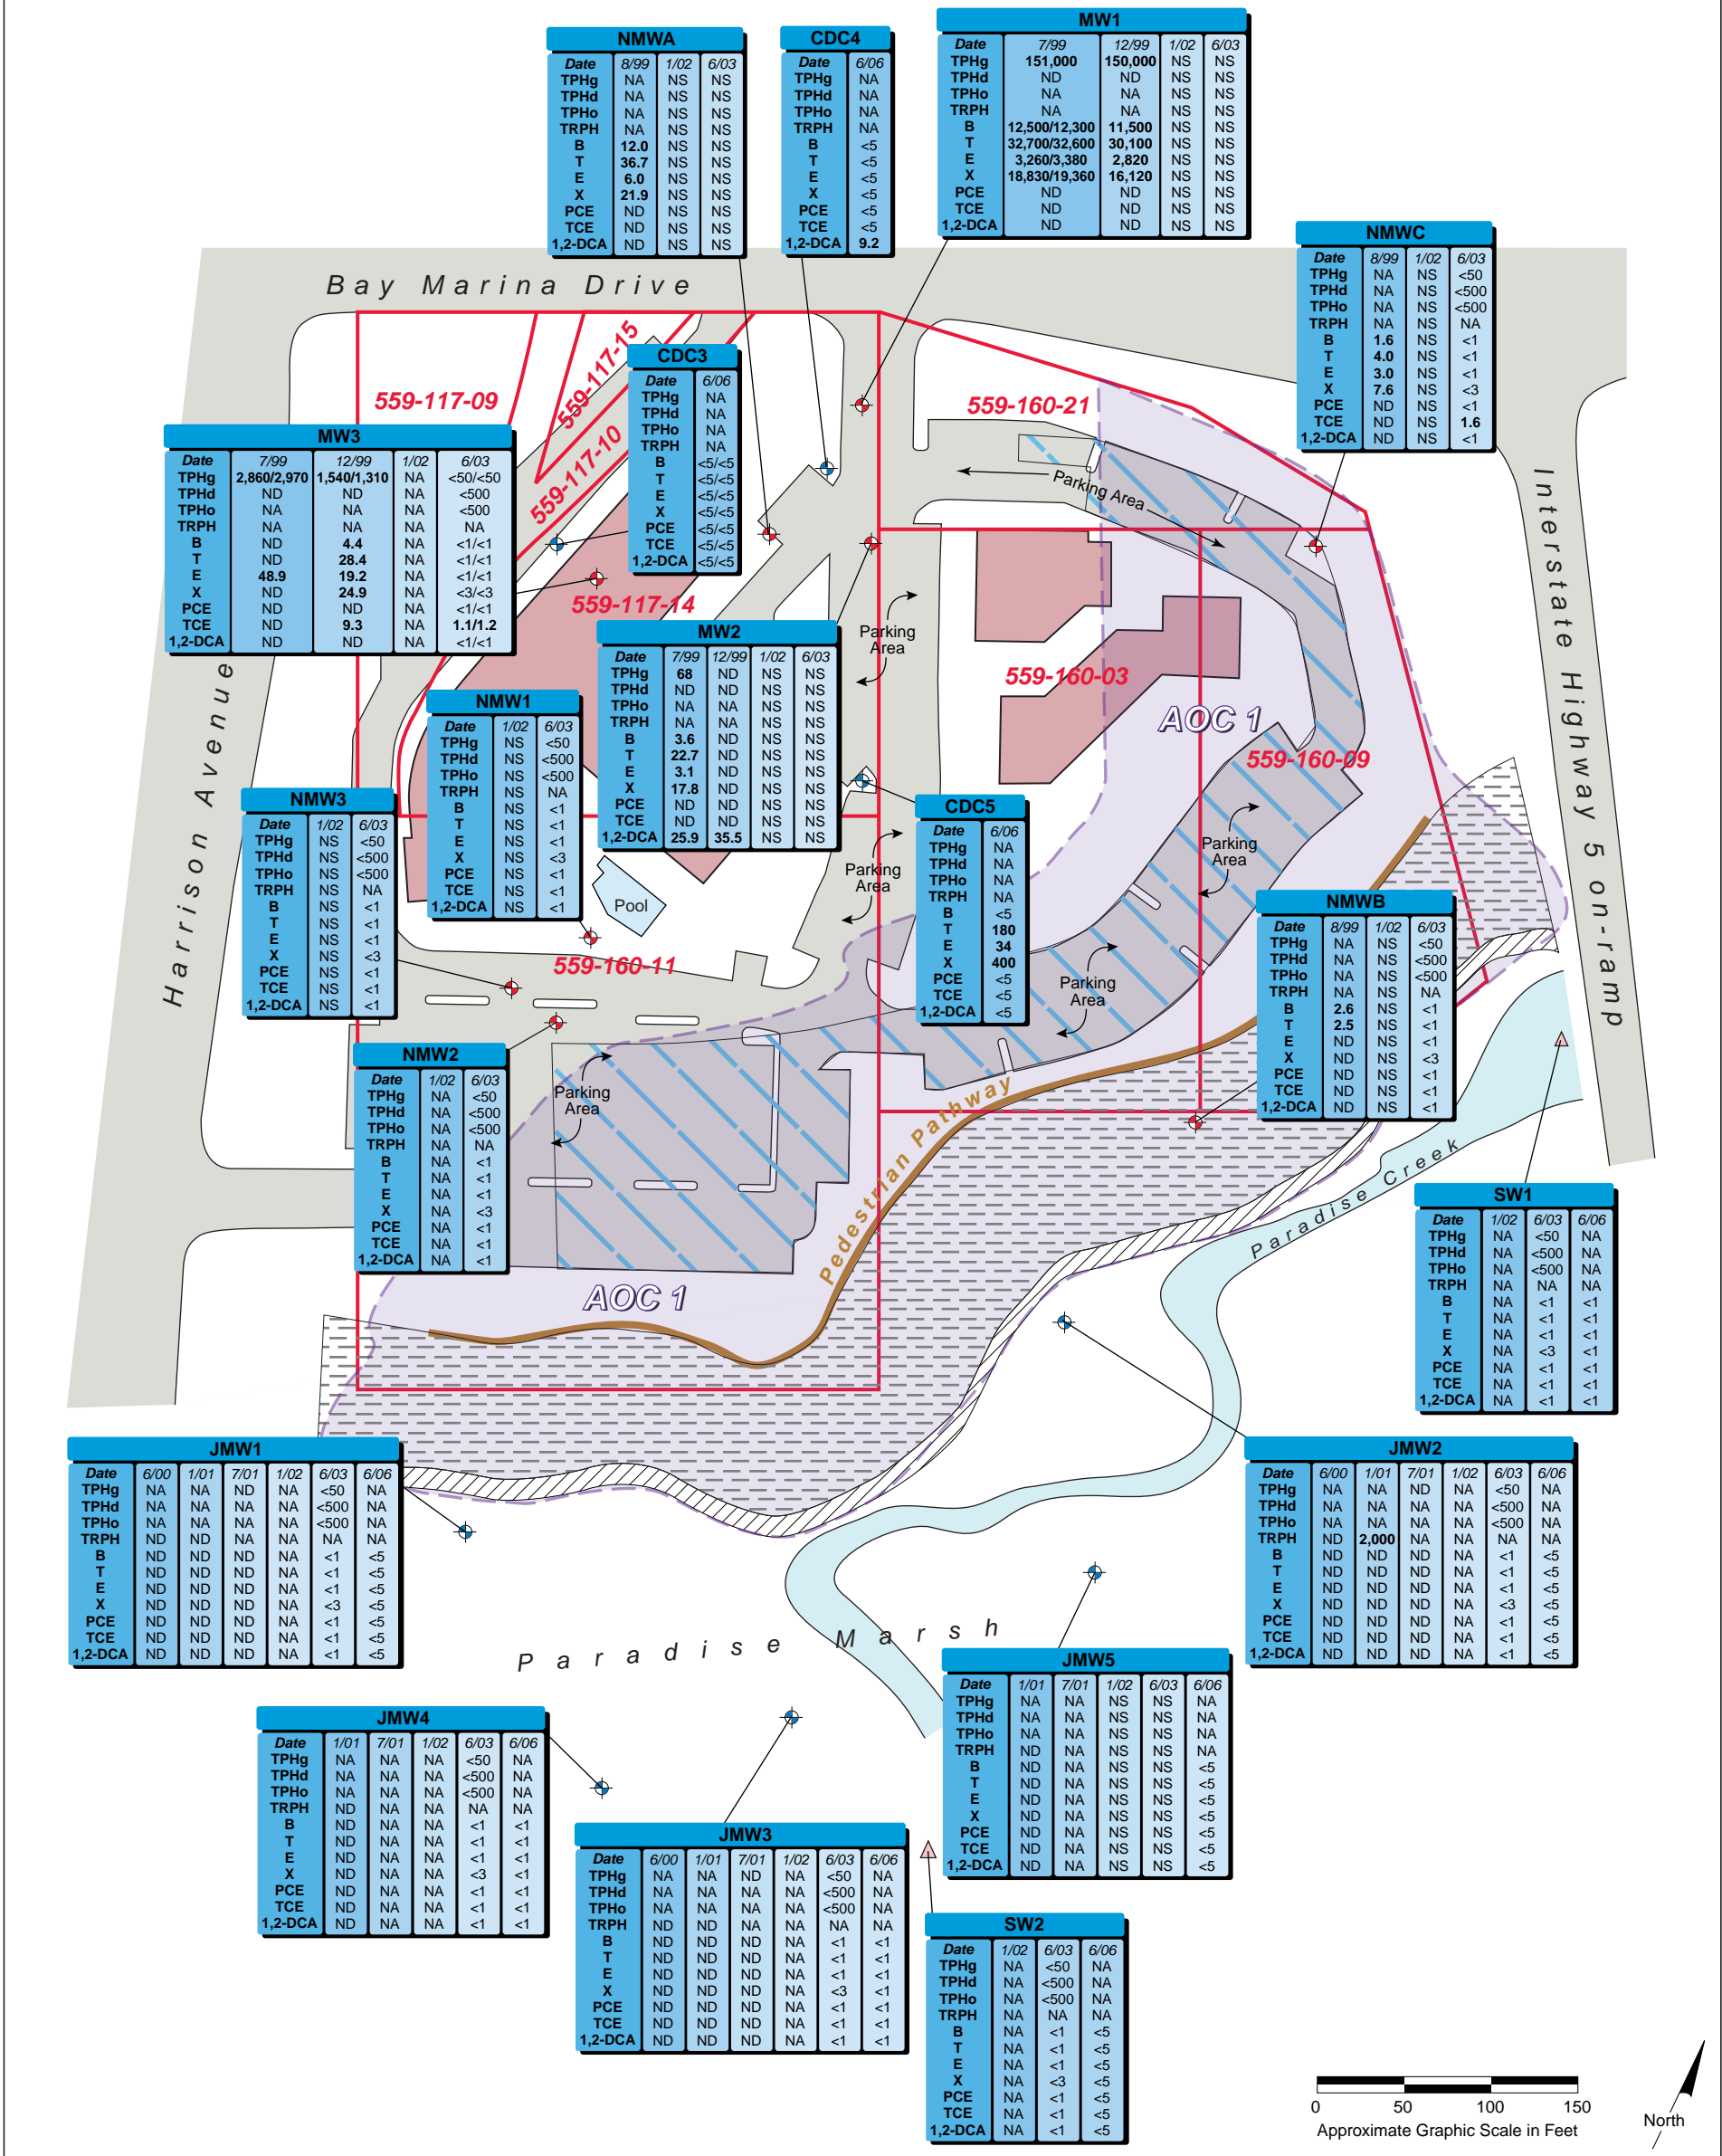 NMWA
Date 8/99 1/02 6/03
TPHg NA NS NS
TPHd NA NS NS
TPHo NA NS NS
TRPH NA NS NS
B 12.0 NS NS
T 36.7 NS NS
E 6.0 NS NS
X 21.9 NS NS
PCE ND NS NS
TCE ND NS NS
1,2-DCA ND NS NS
CDC4
Date 6/06
TPHg NA
TPHd NA
TPHo NA
TRPH NA
B <5
T <5
E <5
X <5
PCE <5
TCE <5
1,2-DCA 9.2
MW1
Date 7/99 12/99 1/02 6/03
TPHg 151,000 150,000 NS NS
TPHd ND ND NS NS
TPHo NA NA NS NS
TRPH NA NA NS NS
B 12,500/12,300 11,500 NS NS
T 32,700/32,600 30,100 NS NS
E 3,260/3,380 2,820 NS NS
X 18,830/19,360 16,120 NS NS
PCE ND ND NS NS
TCE ND ND NS NS
1,2-DCA ND ND NS NS
NMWC
Date 8/99 1/02 6/03
TPHg NA NS <50
TPHd NA NS <500
TPHo NA NS <500
TRPH NA NS NA
B 1.6 NS <1
T 4.0 NS <1
E 3.0 NS <1
X 7.6 NS <3
PCE ND NS <1
TCE ND NS 1.6
1,2-DCA ND NS <1
Bay Marina Drive
559-117-09
559-117-15
559-117-10
CDC3
Date 6/06
TPHg NA
TPHd NA
TPHo NA
TRPH NA
B <5/<5
T <5/<5
E <5/<5
X <5/<5
PCE <5/<5
TCE <5/<5
1,2-DCA <5/<5
559-160-21
Parking Area
MW3
Date 7/99 12/99 1/02 6/03
TPHg 2,860/2,970 1,540/1,310 NA <50/<50
TPHd ND ND NA <500
TPHo NA NA NA <500
TRPH NA NA NA NA
B ND 4.4 NA <1/<1
T ND 28.4 NA <1/<1
E 48.9 19.2 NA <1/<1
X ND 24.9 NA <3/<3
PCE ND ND NA <1/<1
TCE ND 9.3 NA 1.1/1.2
1,2-DCA ND ND NA <1/<1
559-117-14
Parking
Area
Interstate Highway 5 on-ramp
Harrison Avenue
MW2
Date 7/99 12/99 1/02 6/03
TPHg 68 ND NS NS
TPHd ND ND NS NS
TPHo NA NA NS NS
TRPH NA NA NS NS
B 3.6 ND NS NS
T 22.7 ND NS NS
E 3.1 ND NS NS
X 17.8 ND NS NS
PCE ND ND NS NS
TCE ND ND NS NS
1,2-DCA 25.9 35.5 NS NS
559-160-03
AOC 1
559-160-09
NMW1
Date 1/02 6/03
TPHg NS <50
TPHd NS <500
TPHo NS <500
TRPH NS NA
B NS <1
T NS <1
E NS <1
X NS <3
PCE NS <1
TCE NS <1
1,2-DCA NS <1
NMW3
Date 1/02 6/03
TPHg NS <50
TPHd NS <500
TPHo NS <500
TRPH NS NA
B NS <1
T NS <1
E NS <1
X NS <3
PCE NS <1
TCE NS <1
1,2-DCA NS <1
Pool
Parking
Area
CDC5
Date 6/06
TPHg NA
TPHd NA
TPHo NA
TRPH NA
B <5
T 180
E 34
X 400
PCE <5
TCE <5
1,2-DCA <5
Parking
Area
NMWB
Date 8/99 1/02 6/03
TPHg NA NS <50
TPHd NA NS <500
TPHo NA NS <500
TRPH NA NS NA
B 2.6 NS <1
T 2.5 NS <1
E ND NS <1
X ND NS <3
PCE ND NS <1
TCE ND NS <1
1,2-DCA ND NS <1
559-160-11
Parking
Area
NMW2
Date 1/02 6/03
TPHg NA <50
TPHd NA <500
TPHo NA <500
TRPH NA NA
B NA <1
T NA <1
E NA <1
X NA <3
PCE NA <1
TCE NA <1
1,2-DCA NA <1
Parking
Area
Pedestrian Pathway
AOC 1
Paradise Creek
SW1
Date 1/02 6/03 6/06
TPHg NA <50 NA
TPHd NA <500 NA
TPHo NA <500 NA
TRPH NA NA NA
B NA <1 <1
T NA <1 <1
E NA <1 <1
X NA <3 <1
PCE NA <1 <1
TCE NA <1 <1
1,2-DCA NA <1 <1
JMW1
Date 6/00 1/01 7/01 1/02 6/03 6/06
TPHg NA NA ND NA <50 NA
TPHd NA NA NA NA <500 NA
TPHo NA NA NA NA <500 NA
TRPH ND ND NA NA NA NA
B ND ND ND NA <1 <5
T ND ND ND NA <1 <5
E ND ND ND NA <1 <5
X ND ND ND NA <3 <5
PCE ND ND ND NA <1 <5
TCE ND ND ND NA <1 <5
1,2-DCA ND ND ND NA <1 <5
JMW2
Date 6/00 1/01 7/01 1/02 6/03 6/06
TPHg NA NA ND NA <50 NA
TPHd NA NA NA NA <500 NA
TPHo NA NA NA NA <500 NA
TRPH ND 2,000 NA NA NA NA
B ND ND ND NA <1 <5
T ND ND ND NA <1 <5
E ND ND ND NA <1 <5
X ND ND ND NA <3 <5
PCE ND ND ND NA <1 <5
TCE ND ND ND NA <1 <5
1,2-DCA ND ND ND NA <1 <5
Paradise Marsh
JMW5
Date 1/01 7/01 1/02 6/03 6/06
TPHg NA NA NS NS NA
TPHd NA NA NS NS NA
TPHo NA NA NS NS NA
TRPH ND NA NS NS NA
B ND NA NS NS <5
T ND NA NS NS <5
E ND NA NS NS <5
X ND NA NS NS <5
PCE ND NA NS NS <5
TCE ND NA NS NS <5
1,2-DCA ND NA NS NS <5
JMW4
Date 1/01 7/01 1/02 6/03 6/06
TPHg NA NA NA <50 NA
TPHd NA NA NA <500 NA
TPHo NA NA NA <500 NA
TRPH ND NA NA NA NA
B ND NA NA <1 <1
T ND NA NA <1 <1
E ND NA NA <1 <1
X ND NA NA <3 <1
PCE ND NA NA <1 <1
TCE ND NA NA <1 <1
1,2-DCA ND NA NA <1 <1
JMW3
Date 6/00 1/01 7/01 1/02 6/03 6/06
TPHg NA NA ND NA <50 NA
TPHd NA NA NA NA <500 NA
TPHo NA NA NA NA <500 NA
TRPH ND ND NA NA NA NA
B ND ND ND NA <1 <1
T ND ND ND NA <1 <1
E ND ND ND NA <1 <1
X ND ND ND NA <3 <1
PCE ND ND ND NA <1 <1
TCE ND ND ND NA <1 <1
1,2-DCA ND ND ND NA <1 <1
SW2
Date 1/02 6/03 6/06
TPHg NA <50 NA
TPHd NA <500 NA
TPHo NA <500 NA
TRPH NA NA NA
B NA <1 <5
T NA <1 <5
E NA <1 <5
X NA <3 <5
PCE NA <1 <5
TCE NA <1 <5
1,2-DCA NA <1 <5
0 50 100 150
Approximate Graphic Scale in Feet
North